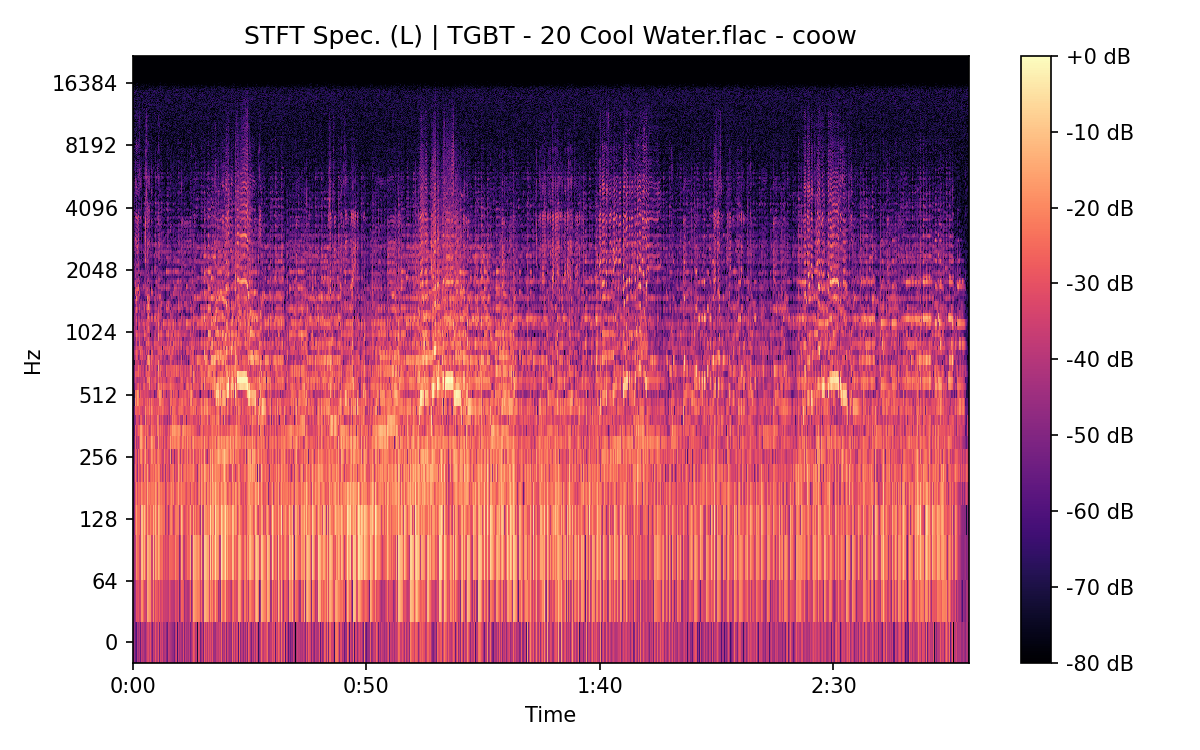 STFT Spec. (L) | TGBT - 20 Cool Water.flac - coow
16384
8192
4096
2048
1024
512
256
128
64
0
Hz
0:00
0:50
1:40
2:30
Time
+0 dB
-10 dB
-20 dB
-30 dB
-40 dB
-50 dB
-60 dB
-70 dB
-80 dB